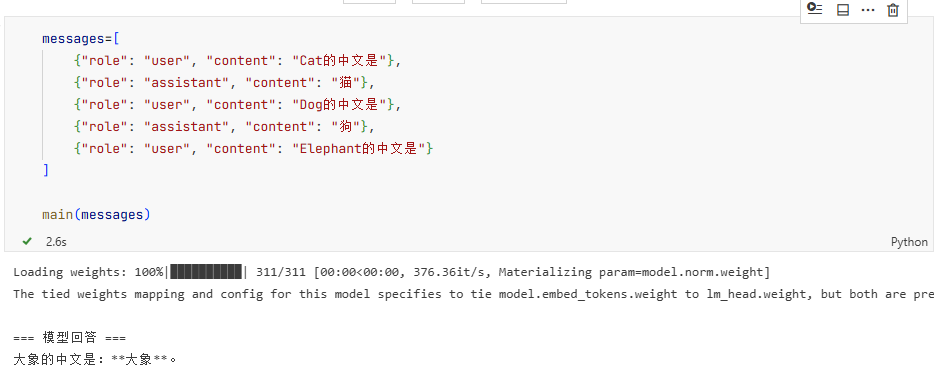 messages=[
{"role": "user", "content": "Cat的中文是"},
{"role": "assistant", "content": "猫"},
{"role": "user", "content": "Dog的中文是"},
{"role": "assistant", "content": "狗"},
{"role": "user", "content": "Elephant的中文是"}
]
main(messages)
2.6s
Python
Loading weights: 100%|██████████| 311/311 [00:00<00:00, 376.36it/s, Materializing param=model.norm.weight]
The tied weights mapping and config for this model specifies to tie model.embed_tokens.weight to lm_head.weight, but both are pre
=== 模型回答 ===
大象的中文是：**大象**。